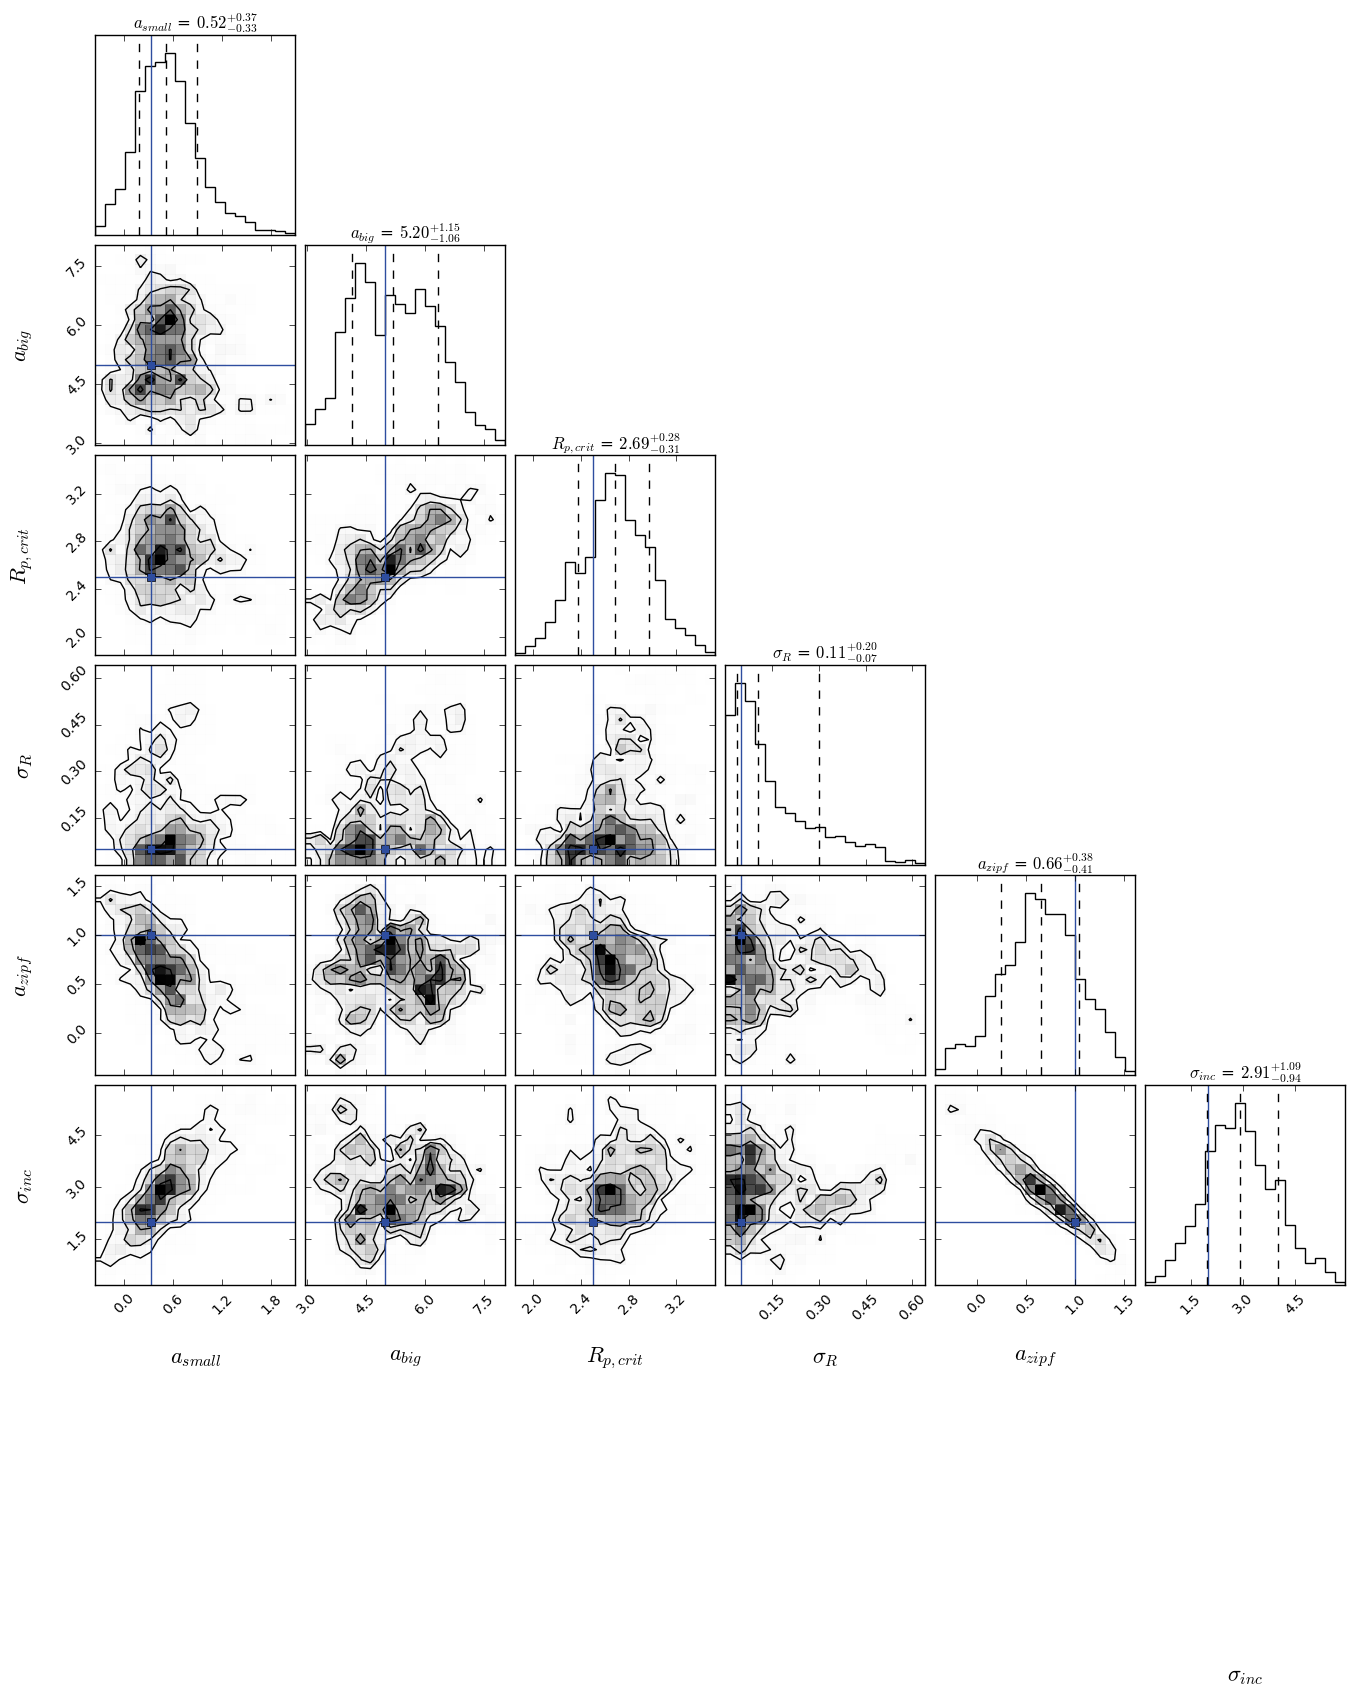 a_small = 0.52^{+0.37}_{-0.33}
a_big = 5.20^{+1.15}_{-1.06}
7.5
6.0
4.5
3.0
a_big
R_{p,crit} = 2.69^{+0.28}_{-0.31}
3.2
2.8
2.4
2.0
R_{p,crit}
σ_R = 0.11^{+0.20}_{-0.07}
0.60
0.45
0.30
0.15
σ_R
a_zipf = 0.66^{+0.38}_{-0.41}
1.5
1.0
0.5
0.0
a_zipf
σ_inc = 2.91^{+1.09}_{-0.94}
4.5
3.0
1.5
σ_inc
0.0 0.6 1.2 1.8 3.0 4.5 6.0 7.5 2.0 2.4 2.8 3.2 0.15 0.30 0.45 0.60 0.0 0.5 1.0 1.5 1.5 3.0 4.5
a_small a_big R_{p,crit} σ_R a_zipf
σ_inc